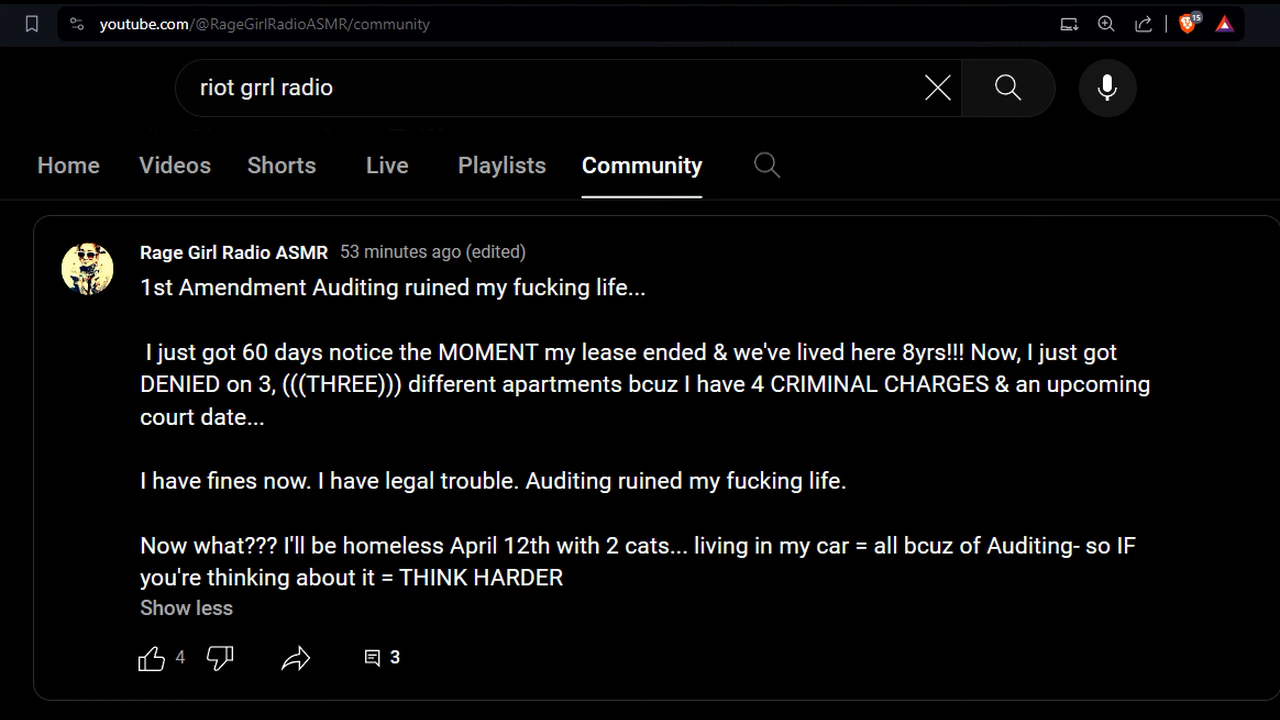 youtube.com/@RageGirlRadioASMR/community
15
riot grrl radio
Home Videos Shorts Live Playlists Community
Rage Girl Radio ASMR 53 minutes ago (edited)
1st Amendment Auditing ruined my fucking life...
I just got 60 days notice the MOMENT my lease ended & we've lived here 8yrs!!! Now, I just got
DENIED on 3, (((THREE))) different apartments bcuz I have 4 CRIMINAL CHARGES & an upcoming
court date...
I have fines now. I have legal trouble. Auditing ruined my fucking life.
Now what??? I'll be homeless April 12th with 2 cats... living in my car = all bcuz of Auditing- so IF
you're thinking about it = THINK HARDER
Show less
4 3